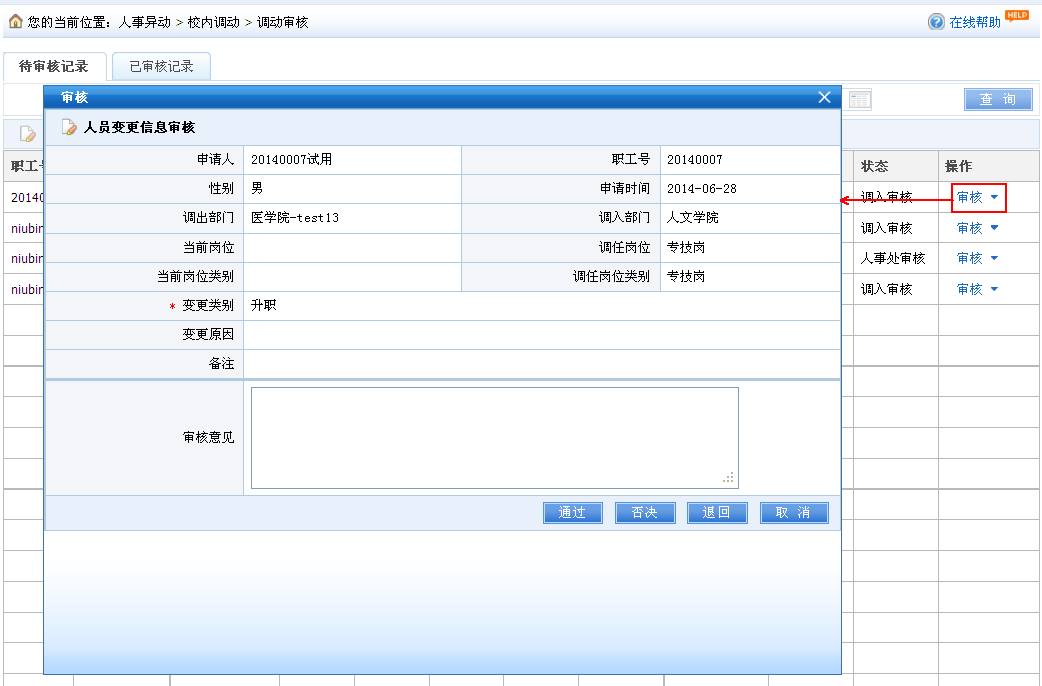 您的当前位置：人事异动 > 校内调动 > 调动审核
在线帮助 HELP
待审核记录 已审核记录
审核
查 询
人员变更信息审核
申请人 20140007试用 职工号 20140007
性别 男 申请时间 2014-06-28
调出部门 医学院-test13 调入部门 人文学院
当前岗位 调任岗位 专技岗
当前岗位类别 调任岗位类别 专技岗
* 变更类别 升职
变更原因
备注
审核意见
通过 否决 退回 取 消
职工号 状态 操作
20140 调入审核 审核
niubin 调入审核 审核
niubin 人事处审核 审核
niubin 调入审核 审核